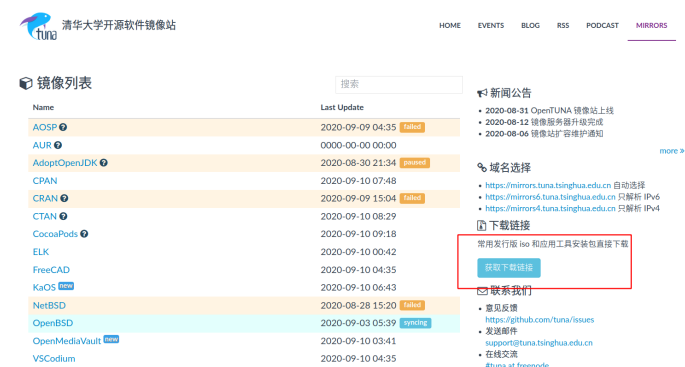 tuna
清华大学开源软件镜像站
HOME EVENTS BLOG RSS PODCAST MIRRORS
镜像列表
搜索
Name Last Update
AOSP 2020-09-09 04:35 failed
AUR 0000-00-00 00:00
AdoptOpenJDK 2020-08-30 21:34 paused
CPAN 2020-09-10 07:48
CRAN 2020-09-09 15:04 failed
CTAN 2020-09-10 08:29
CocoaPods 2020-09-10 09:18
ELK 2020-09-10 00:42
FreeCAD 2020-09-10 04:35
KaOS new 2020-09-10 06:43
NetBSD 2020-08-28 15:20 failed
OpenBSD 2020-09-03 05:39 syncing
OpenMediaVault new 2020-09-10 03:41
VSCodium 2020-09-10 04:35
新闻公告
2020-08-31 OpenTUNA 镜像站上线
2020-08-12 镜像服务器升级完成
2020-08-06 镜像站扩容维护通知
more
域名选择
https://mirrors.tuna.tsinghua.edu.cn 自动选择
https://mirrors6.tuna.tsinghua.edu.cn 只解析 IPv6
https://mirrors4.tuna.tsinghua.edu.cn 只解析 IPv4
下载链接
常用发行版 iso 和应用工具安装包直接下载
获取下载链接
联系我们
意见反馈
https://github.com/tuna/issues
发送邮件
support@tuna.tsinghua.edu.cn
在线交流
#tuna at freenode